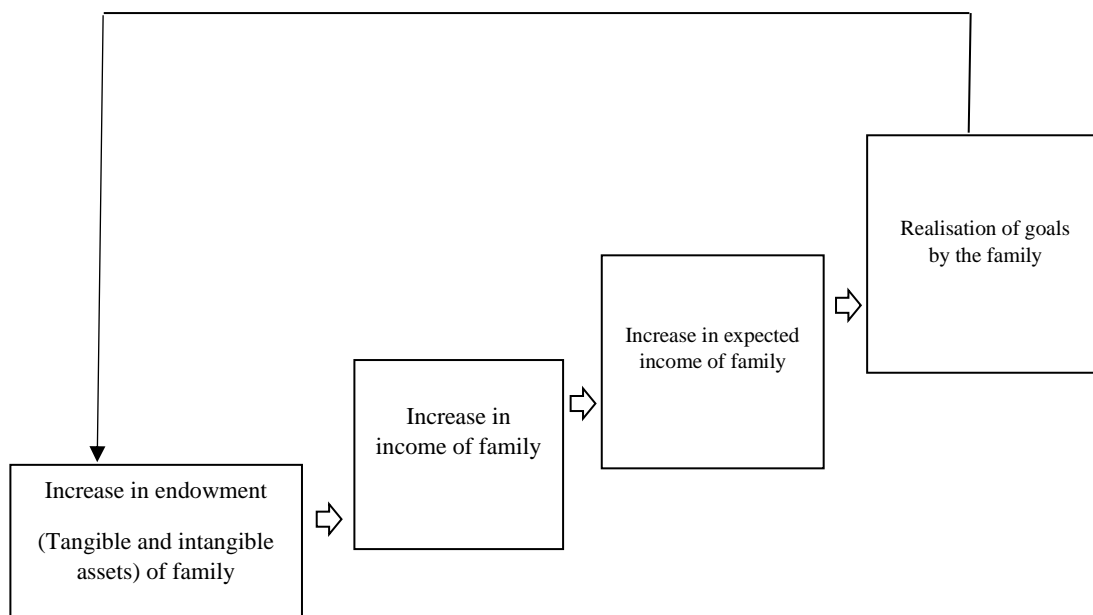 Realisation of goals
by the family
Increase in expected
income of family
Increase in
income of family
Increase in endowment
(Tangible and intangible
assets) of family